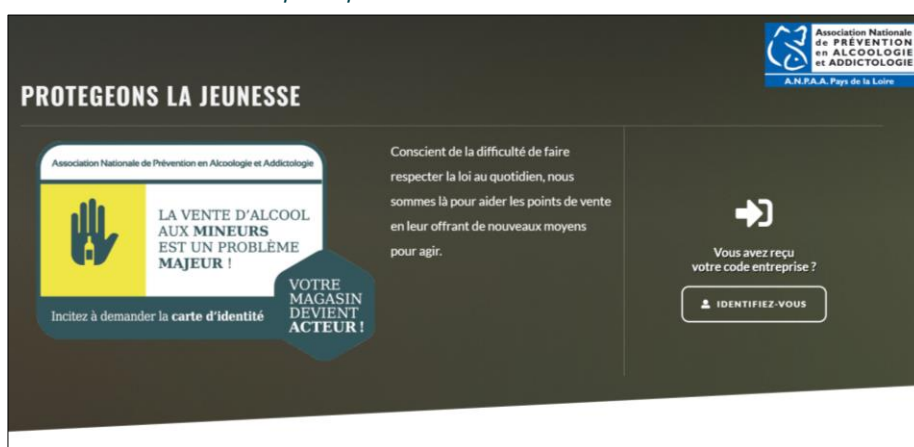 Association Nationale
de PRÉVENTION
en ALCOOLOGIE
et ADDICTOLOGIE
A.N.P.A.A. Pays de la Loire
PROTEGEONS LA JEUNESSE
Association Nationale de Prévention en Alcoologie et Addictologie
LA VENTE D'ALCOOL
AUX MINEURS
EST UN PROBLÈME
MAJEUR !
Incitez à demander la carte d'identité
VOTRE
MAGASIN
DEVIENT
ACTEUR !
Conscient de la difficulté de faire
respecter la loi au quotidien, nous
sommes là pour aider les points de vente
en leur offrant de nouveaux moyens
pour agir.
Vous avez reçu
votre code entreprise ?
IDENTIFIEZ-VOUS